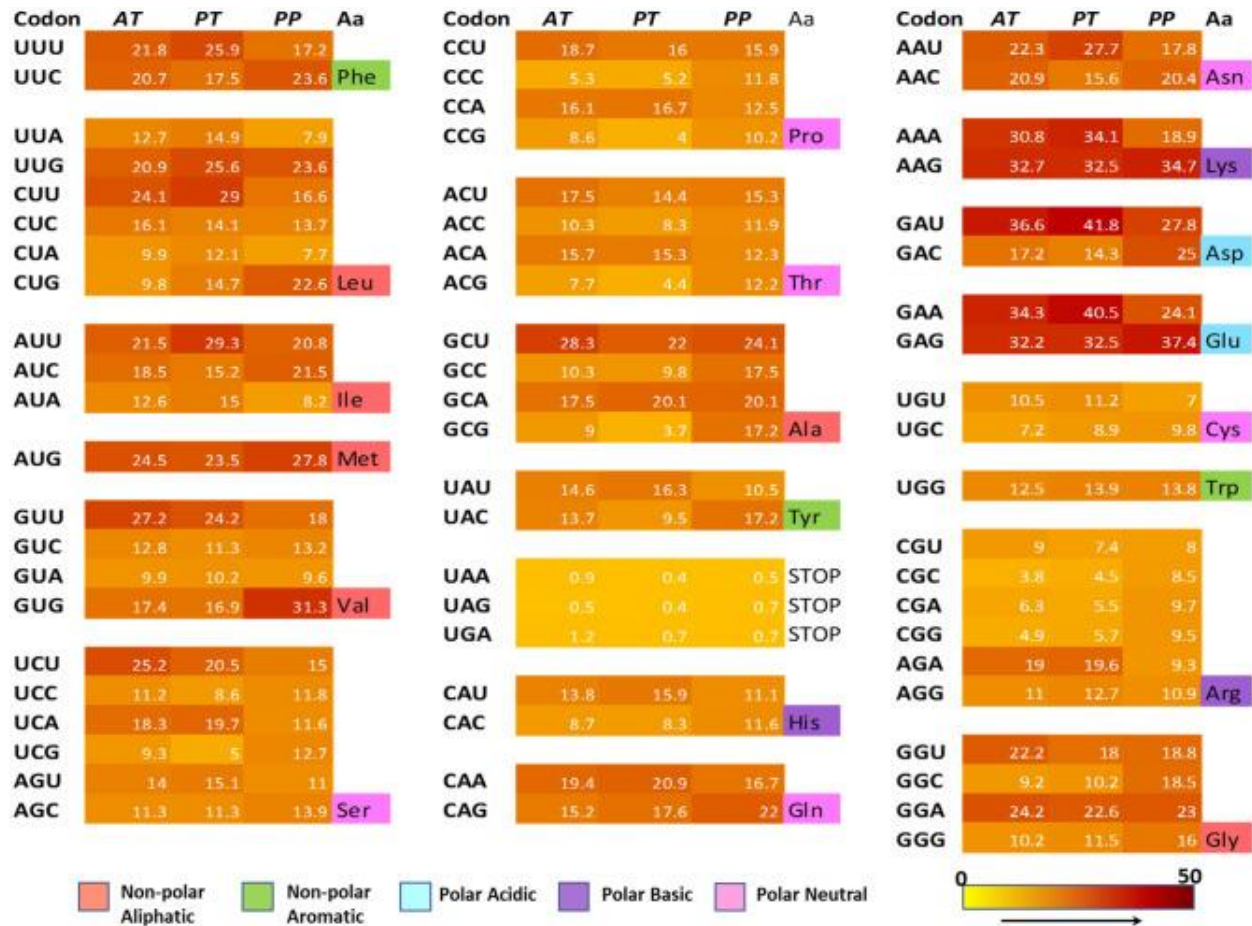 Codon AT PT PP Aa
UUU 21.8 25.9 17.2
UUC 20.7 17.5 23.6 Phe
UUA 12.7 14.9 7.9
UUG 20.9 25.6 23.6
CUU 24.1 29 16.6
CUC 16.1 14.1 13.7
CUA 9.9 12.1 7.7
CUG 9.8 14.7 22.6 Leu
AUU 21.5 29.3 20.8
AUC 18.5 15.2 21.5
AUA 12.6 15 8.2 Ile
AUG 24.5 23.5 27.8 Met
GUU 27.2 24.2 18
GUC 12.8 11.3 13.2
GUA 9.9 10.2 9.6
GUG 17.4 16.9 31.3 Val
UCU 25.2 20.5 15
UCC 11.2 8.6 11.8
UCA 18.3 19.7 11.6
UCG 9.3 5 12.7
AGU 14 15.1 11
AGC 11.3 11.3 13.9 Ser
Codon AT PT PP Aa
CCU 18.7 16 15.9
CCC 5.3 5.2 11.8
CCA 16.1 16.7 12.5
CCG 8.6 4 10.2 Pro
ACU 17.5 14.4 15.3
ACC 10.3 8.3 11.9
ACA 15.7 15.3 12.3
ACG 7.7 4.4 12.2 Thr
GCU 28.3 22 24.1
GCC 10.3 9.8 17.5
GCA 17.5 20.1 20.1
GCG 9 3.7 17.2 Ala
UAU 14.6 16.3 10.5
UAC 13.7 9.5 17.2 Tyr
UAA 0.9 0.4 0.5 STOP
UAG 0.5 0.4 0.7 STOP
UGA 1.2 0.7 0.7 STOP
CAU 13.8 15.9 11.1
CAC 8.7 8.3 11.6 His
CAA 19.4 20.9 16.7
CAG 15.2 17.6 22 Gln
Codon AT PT PP Aa
AAU 22.3 27.7 17.8
AAC 20.9 15.6 20.4 Asn
AAA 30.8 34.1 18.9
AAG 32.7 32.5 34.7 Lys
GAU 36.6 41.8 27.8
GAC 17.2 14.3 25 Asp
GAA 34.3 40.5 24.1
GAG 32.2 32.5 37.4 Glu
UGU 10.5 11.2 7
UGC 7.2 8.9 9.8 Cys
UGG 12.5 13.9 13.8 Trp
CGU 9 7.4 8
CGC 3.8 4.5 8.5
CGA 6.3 5.5 9.7
CGG 4.9 5.7 9.5
AGA 19 19.6 9.3
AGG 11 12.7 10.9 Arg
GGU 22.2 18 18.8
GGC 9.2 10.2 18.5
GGA 24.2 22.6 23
GGG 10.2 11.5 16 Gly
Non-polar
Aliphatic
Non-polar
Aromatic
Polar Acidic
Polar Basic
Polar Neutral
0 50